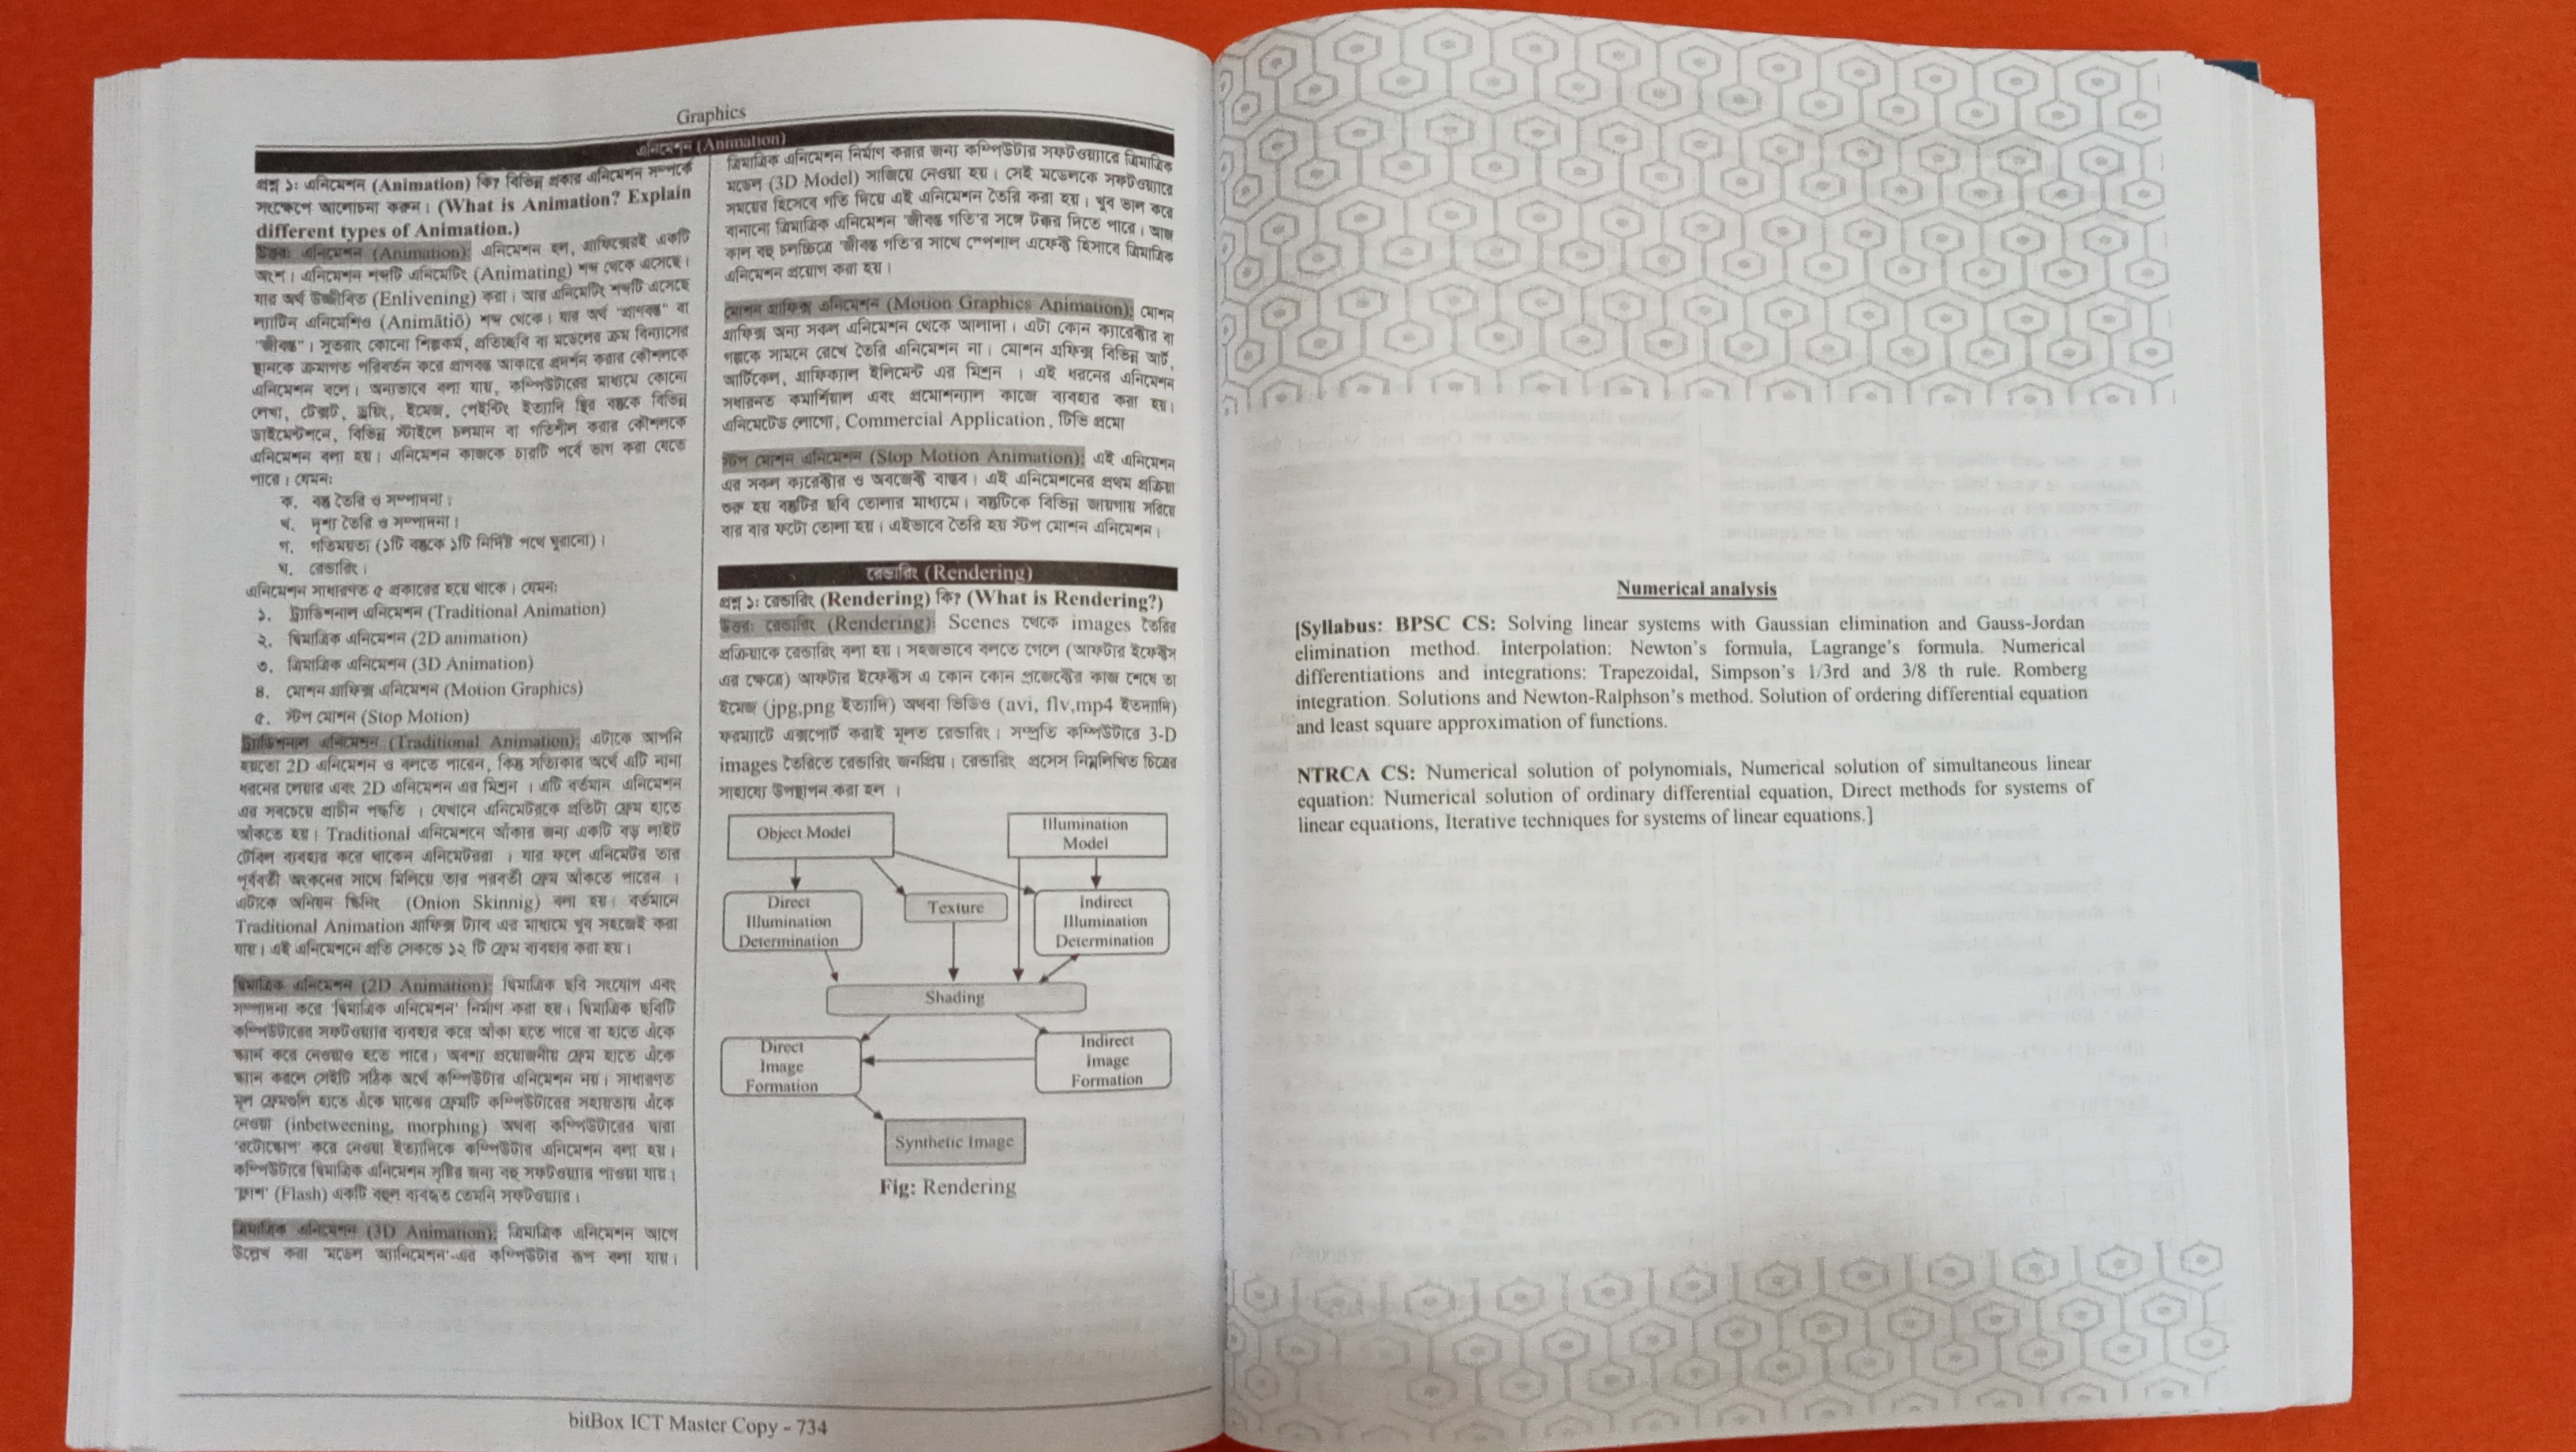 Graphics
এনিমেশন (Animation)
প্রশ্ন ১: এনিমেশন (Animation) কি? বিভিন্ন প্রকার এনিমেশন সম্পর্কে
সংক্ষেপে আলোচনা করুন। (What is Animation? Explain
different types of Animation.)
উত্তর: এনিমেশন (Animation): এনিমেশন হল, গ্রাফিক্সেরই একটি
অংশ। এনিমেশন শব্দটি এনিমেটিং (Animating) শব্দ থেকে এসেছে।
যার অর্থ উজ্জীবিত (Enlivening) করা। আর এনিমেটিং শব্দটি এসেছে
ল্যাটিন এনিমেশিও (Animātiō) শব্দ থেকে। যার অর্থ "প্রাণবন্ত" বা
"জীবন্ত"। সুতরাং কোনো শিল্পকর্ম, প্রতিচ্ছবি বা মডেলের ক্রম বিন্যাসের
স্থানকে ক্রমাগত পরিবর্তন করে প্রাণবন্ত আকারে প্রদর্শন করার কৌশলকে
এনিমেশন বলে। অন্যভাবে বলা যায়, কম্পিউটারের মাধ্যমে কোনো
লেখা, টেক্সট, ড্রয়িং, ইমেজ, পেইন্টিং ইত্যাদি স্থির বস্তুকে বিভিন্ন
ডাইমেন্টশনে, বিভিন্ন স্টাইলে চলমান বা গতিশীল করার কৌশলকে
এনিমেশন বলা হয়। এনিমেশন কাজকে চারটি পর্বে ভাগ করা যেতে
পারে। যেমন:
ক. বস্তু তৈরি ও সম্পাদনা।
খ. দৃশ্য তৈরি ও সম্পাদনা।
গ. গতিময়তা (১টি বস্তুকে ১টি নির্দিষ্ট পথে ঘুরানো)।
ঘ. রেন্ডারিং।
এনিমেশন সাধারণত ৫ প্রকারের হয়ে থাকে। যেমন:
১. ট্র্যাডিশনাল এনিমেশন (Traditional Animation)
২. দ্বিমাত্রিক এনিমেশন (2D animation)
৩. ত্রিমাত্রিক এনিমেশন (3D Animation)
৪. মোশন গ্রাফিক্স এনিমেশন (Motion Graphics)
৫. স্টপ মোশন (Stop Motion)
ট্র্যাডিশনাল এনিমেশন (Traditional Animation): এটাকে আপনি
হয়তো 2D এনিমেশন ও বলতে পারেন, কিন্তু সত্যিকার অর্থে এটি নানা
ধরনের লেয়ার এবং 2D এনিমেশন এর মিশ্রন । এটি বর্তমান এনিমেশন
এর সবচেয়ে প্রাচীন পদ্ধতি । যেখানে এনিমেটরকে প্রতিটা ফ্রেম হাতে
আঁকতে হয়। Traditional এনিমেশনে আঁকার জন্য একটি বড় লাইট
টেবিল ব্যবহার করে থাকেন এনিমেটররা । যার ফলে এনিমেটর তার
পূর্ববর্তী অংকনের সাথে মিলিয়ে তার পরবর্তী ফ্রেম আঁকতে পারেন ।
এটাকে অনিয়ন স্কিনিং (Onion Skinnig) বলা হয়। বর্তমানে
Traditional Animation গ্রাফিক্স ট্যাব এর মাধ্যমে খুব সহজেই করা
যায়। এই এনিমেশনে প্রতি সেকন্ডে ১২ টি ফ্রেম ব্যবহার করা হয়।
দ্বিমাত্রিক এনিমেশন (2D Animation): দ্বিমাত্রিক ছবি সংযোগ এবং
সম্পাদনা করে 'দ্বিমাত্রিক এনিমেশন' নির্মাণ করা হয়। দ্বিমাত্রিক ছবিটি
কম্পিউটারের সফটওয়্যার ব্যবহার করে আঁকা হতে পারে বা হাতে এঁকে
স্ক্যান করে নেওয়াও হতে পারে। অবশ্য প্রয়োজনীয় ফ্রেম হাতে এঁকে
স্ক্যান করলে সেইটি সঠিক অর্থে কম্পিউটার এনিমেশন নয়। সাধারণত
মূল ফ্রেমগুলি হাতে এঁকে মাঝের ফ্রেমটি কম্পিউটারের সহায়তায় এঁকে
নেওয়া (inbetweening, morphing) অথবা কম্পিউটারের দ্বারা
'রটোস্কোপ' করে নেওয়া ইত্যাদিকে কম্পিউটার এনিমেশন বলা হয়।
কম্পিউটারে দ্বিমাত্রিক এনিমেশন সৃষ্টির জন্য বহু সফটওয়্যার পাওয়া যায়।
'ফ্লাশ' (Flash) একটি বহুল ব্যবহৃত তেমনি সফটওয়্যার।
ত্রিমাত্রিক এনিমেশন (3D Animation): ত্রিমাত্রিক এনিমেশন আগে
উল্লেখ করা 'মডেল অ্যানিমেশন'-এর কম্পিউটার রূপ বলা যায়।
ত্রিমাত্রিক এনিমেশন নির্মাণ করার জন্য কম্পিউটার সফটওয়্যারে ত্রিমাত্রিক
মডেল (3D Model) সাজিয়ে নেওয়া হয়। সেই মডেলকে সফটওয়্যারে
সময়ের হিসেবে গতি দিয়ে এই এনিমেশন তৈরি করা হয়। খুব ভাল করে
বানানো ত্রিমাত্রিক এনিমেশন 'জীবন্ত গতি'র সঙ্গে টক্কর দিতে পারে। আজ
কাল বহু চলচ্চিত্রে 'জীবন্ত গতি'র সাথে স্পেশাল এফেক্ট হিসাবে ত্রিমাত্রিক
এনিমেশন প্রয়োগ করা হয়।
মোশন গ্রাফিক্স এনিমেশন (Motion Graphics Animation): মোশন
গ্রাফিক্স অন্য সকল এনিমেশন থেকে আলাদা। এটা কোন ক্যারেক্টার বা
গল্পকে সামনে রেখে তৈরি এনিমেশন না। মোশন গ্রফিক্স বিভিন্ন আর্ট,
আর্টিকেল, গ্রাফিক্যাল ইলিমেন্ট এর মিশ্রন । এই ধরনের এনিমেশন
সধারনত কমার্শিয়াল এবং প্রমোশন্যাল কাজে ব্যবহার করা হয়।
এনিমেটেড লোগো, Commercial Application, টিভি প্রমো
স্টপ মোশন এনিমেশন (Stop Motion Animation): এই এনিমেশন
এর সকল ক্যারেক্টার ও অবজেক্ট বাস্তব। এই এনিমেশনের প্রথম প্রক্রিয়া
শুরু হয় বস্তুটির ছবি তোলার মাধ্যমে। বস্তুটিকে বিভিন্ন জায়গায় সরিয়ে
বার বার ফটো তোলা হয়। এইভাবে তৈরি হয় স্টপ মোশন এনিমেশন।
রেন্ডারিং (Rendering)
প্রশ্ন ১: রেন্ডারিং (Rendering) কি? (What is Rendering?)
উত্তর: রেন্ডারিং (Rendering): Scenes থেকে images তৈরির
প্রক্রিয়াকে রেন্ডারিং বলা হয়। সহজভাবে বলতে গেলে (আফটার ইফেক্টস
এর ক্ষেত্রে) আফটার ইফেক্টস এ কোন কোন প্রজেক্টের কাজ শেষে তা
ইমেজ (jpg,png ইত্যাদি) অথবা ভিডিও (avi, flv,mp4 ইত্যাদি)
ফরম্যাটে এক্সপোর্ট করাই মূলত রেন্ডারিং। সম্প্রতি কম্পিউটারে 3-D
images তৈরিতে রেন্ডারিং জনপ্রিয়। রেন্ডারিং প্রসেস নিম্নলিখিত চিত্রের
সাহায্যে উপস্থাপন করা হল ।
Object Model
Illumination
Model
Direct
Illumination
Determination
Texture
Indirect
Illumination
Determination
Shading
Direct
Image
Formation
Indirect
Image
Formation
Synthetic Image
Fig: Rendering
bitBox ICT Master Copy - 734
Numerical analysis
[Syllabus: BPSC CS: Solving linear systems with Gaussian elimination and Gauss-Jordan
elimination method. Interpolation: Newton's formula, Lagrange's formula. Numerical
differentiations and integrations: Trapezoidal, Simpson's 1/3rd and 3/8 th rule. Romberg
integration. Solutions and Newton-Ralphson's method. Solution of ordering differential equation
and least square approximation of functions.
NTRCA CS: Numerical solution of polynomials, Numerical solution of simultaneous linear
equation: Numerical solution of ordinary differential equation, Direct methods for systems of
linear equations, Iterative techniques for systems of linear equations.]